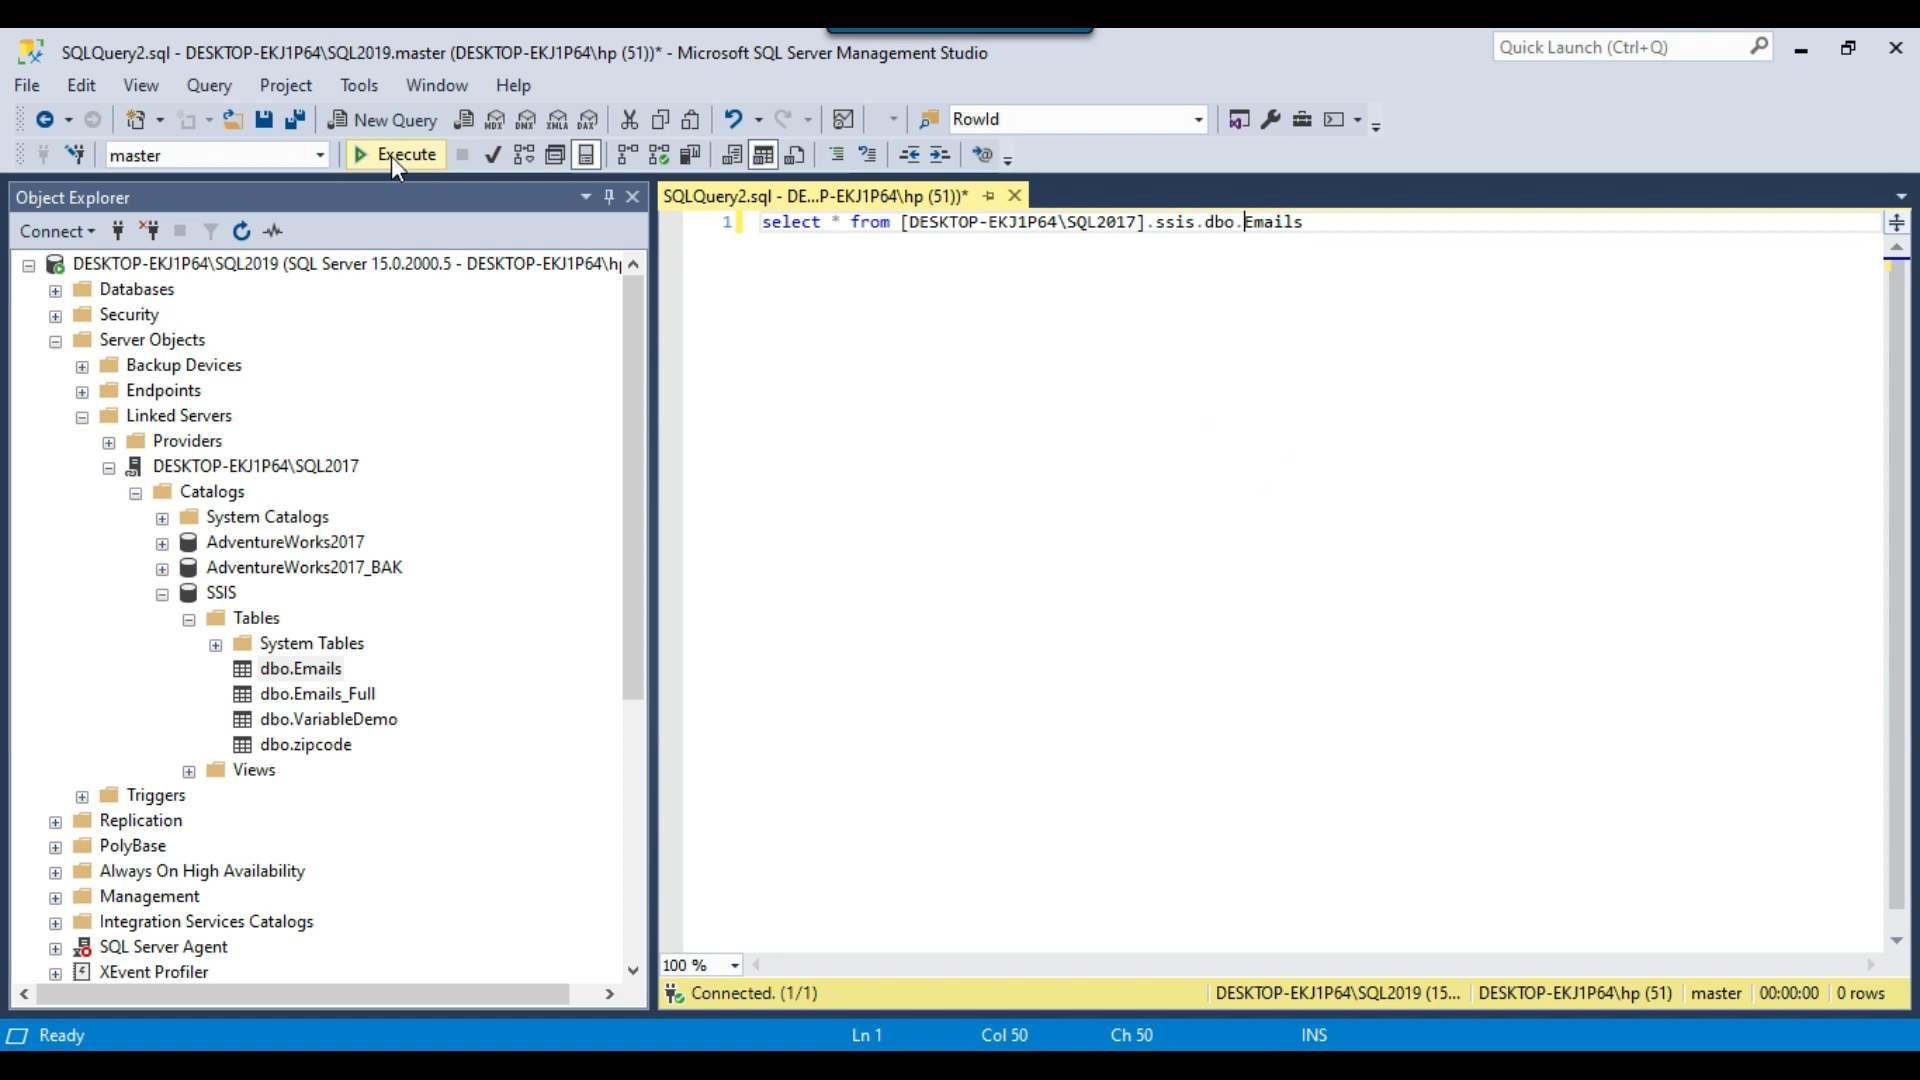 SQLQuery2.sql - DESKTOP-EKJ1P64\SQL2019.master (DESKTOP-EKJ1P64\hp (51))* - Microsoft SQL Server Management Studio
Quick Launch (Ctrl+Q)
File Edit View Query Project Tools Window Help
New Query MDX DMX XMLA DAX RowId
master Execute
Object Explorer
SQLQuery2.sql - DE...P-EKJ1P64\hp (51))*
Connect
1 select * from [DESKTOP-EKJ1P64\SQL2017].ssis.dbo.Emails
DESKTOP-EKJ1P64\SQL2019 (SQL Server 15.0.2000.5 - DESKTOP-EKJ1P64\h
Databases
Security
Server Objects
Backup Devices
Endpoints
Linked Servers
Providers
DESKTOP-EKJ1P64\SQL2017
Catalogs
System Catalogs
AdventureWorks2017
AdventureWorks2017_BAK
SSIS
Tables
System Tables
dbo.Emails
dbo.Emails_Full
dbo.VariableDemo
dbo.zipcode
Views
Triggers
Replication
PolyBase
Always On High Availability
Management
Integration Services Catalogs
SQL Server Agent
XEvent Profiler
100 %
Connected. (1/1) DESKTOP-EKJ1P64\SQL2019 (15... DESKTOP-EKJ1P64\hp (51) master 00:00:00 0 rows
Ready Ln 1 Col 50 Ch 50 INS